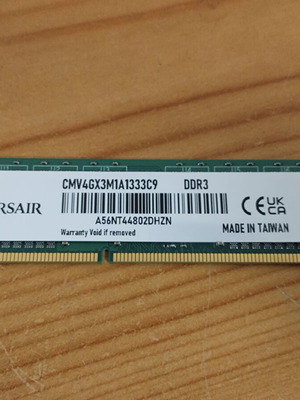 CMV4GX3M1A1333C9 DDR3
RSAIR
A56NT44802DHZN
CE UK CA
Warranty Void if removed
MADE IN TAIWAN